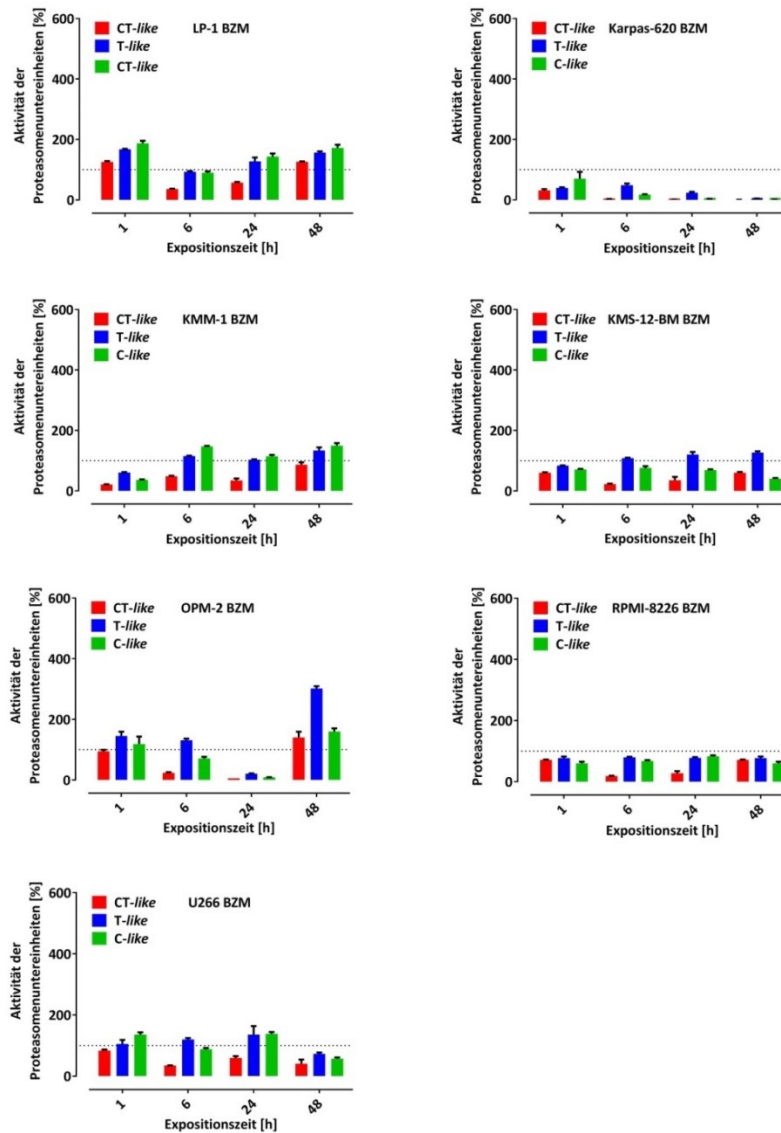 Aktivität der
Proteasomenuntereinheiten [%]
600
400
200
0
CT-like
T-like
CT-like
LP-1 BZM
1
6
24
48
Expositionszeit [h]
Aktivität der
Proteasomenuntereinheiten [%]
600
400
200
0
CT-like
T-like
C-like
Karpas-620 BZM
1
6
24
48
Expositionszeit [h]
Aktivität der
Proteasomenuntereinheiten [%]
600
400
200
0
CT-like
T-like
C-like
KMM-1 BZM
1
6
24
48
Expositionszeit [h]
Aktivität der
Proteasomenuntereinheiten [%]
600
400
200
0
CT-like
T-like
C-like
KMS-12-BM BZM
1
6
24
48
Expositionszeit [h]
Aktivität der
Proteasomenuntereinheiten [%]
600
400
200
0
CT-like
T-like
C-like
OPM-2 BZM
1
6
24
48
Expositionszeit [h]
Aktivität der
Proteasomenuntereinheiten [%]
600
400
200
0
CT-like
T-like
C-like
RPMI-8226 BZM
1
6
24
48
Expositionszeit [h]
Aktivität der
Proteasomenuntereinheiten [%]
600
400
200
0
CT-like
T-like
C-like
U266 BZM
1
6
24
48
Expositionszeit [h]